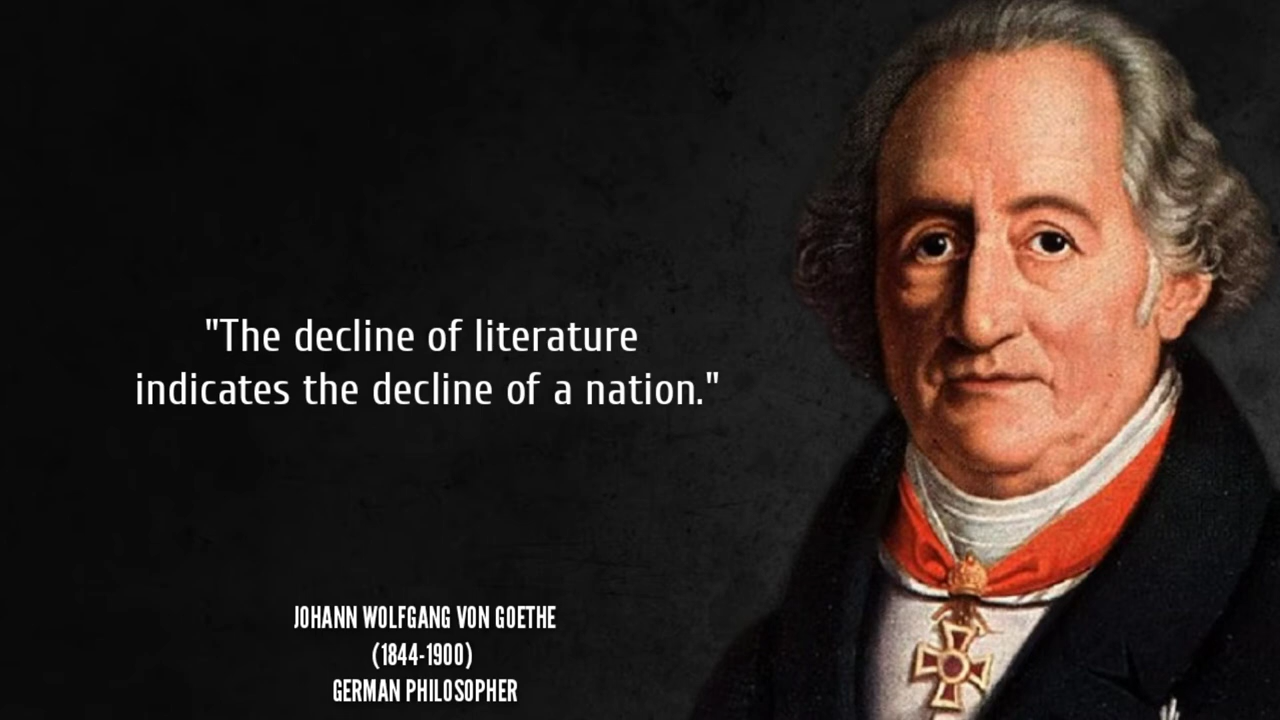 "The decline of literature
indicates the decline of a nation."
JOHANN WOLFGANG VON GOETHE
(1844-1900)
GERMAN PHILOSOPHER